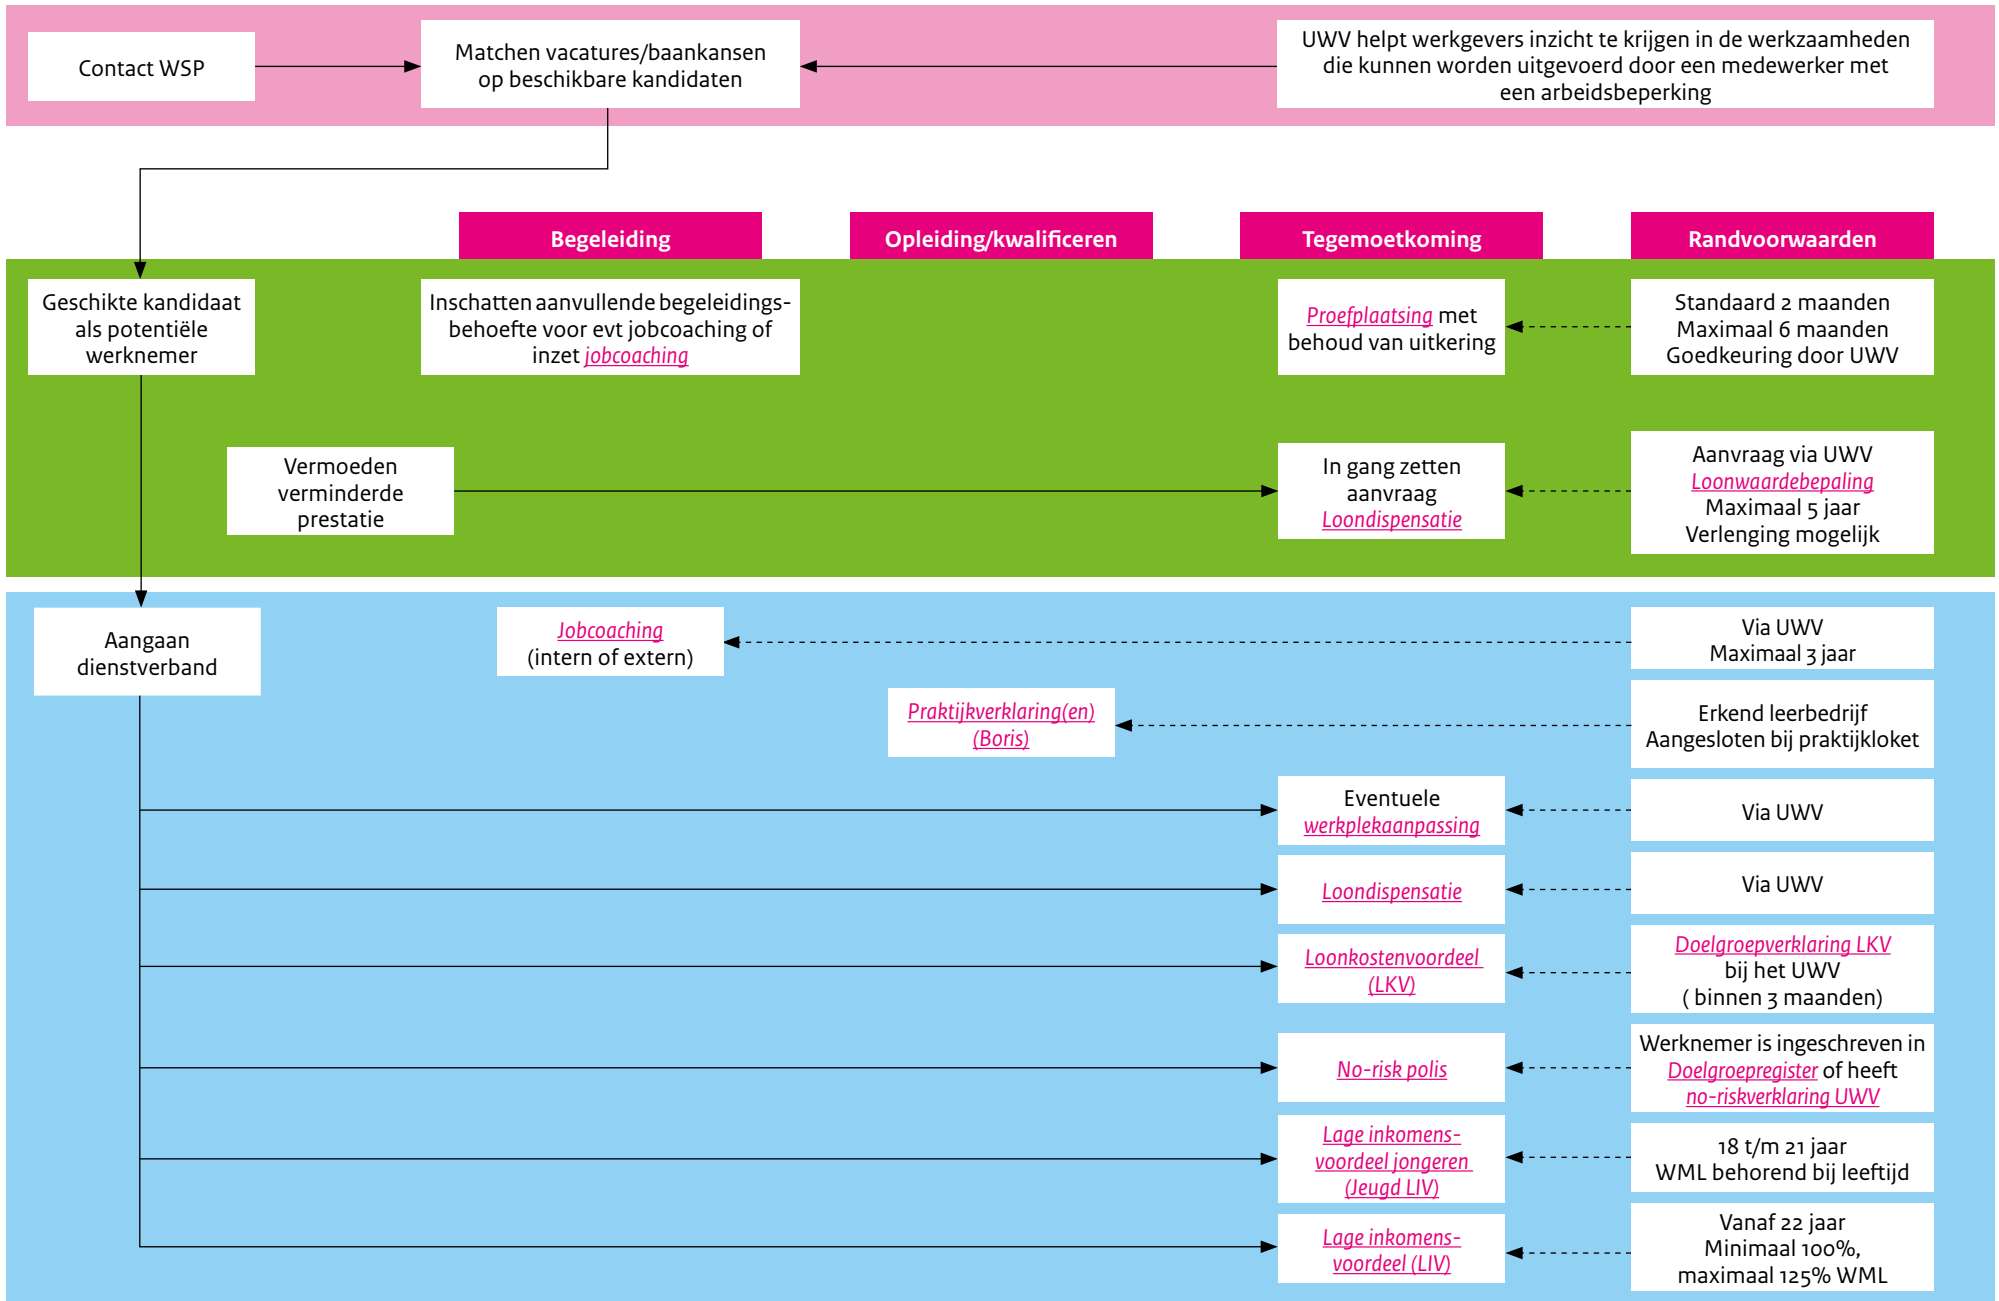 Contact WSP
Matchen vacatures/baankansen
op beschikbare kandidaten
UWV helpt werkgevers inzicht te krijgen in de werkzaamheden
die kunnen worden uitgevoerd door een medewerker met
een arbeidsbeperking
Begeleiding
Opleiding/kwalificeren
Tegemoetkoming
Randvoorwaarden
Geschikte kandidaat
als potentiële
werknemer
Inschatten aanvullende begeleidings-
behoefte voor evt jobcoaching of
inzet jobcoaching
Proefplaatsing met
behoud van uitkering
Standaard 2 maanden
Maximaal 6 maanden
Goedkeuring door UWV
Vermoeden
verminderde
prestatie
In gang zetten
aanvraag
Loondispensatie
Aanvraag via UWV
Loonwaardebepaling
Maximaal 5 jaar
Verlenging mogelijk
Aangaan
dienstverband
Jobcoaching
(intern of extern)
Via UWV
Maximaal 3 jaar
Praktijkverklaring(en)
(Boris)
Erkend leerbedrijf
Aangesloten bij praktijkloket
Eventuele
werkplekaanpassing
Via UWV
Loondispensatie
Via UWV
Loonkostenvoordeel
(LKV)
Doelgroepverklaring LKV
bij het UWV
( binnen 3 maanden)
No-risk polis
Werknemer is ingeschreven in
Doelgroepregister of heeft
no-riskverklaring UWV
Lage inkomens-
voordeel jongeren
(Jeugd LIV)
18 t/m 21 jaar
WML behorend bij leeftijd
Lage inkomens-
voordeel (LIV)
Vanaf 22 jaar
Minimaal 100%,
maximaal 125% WML